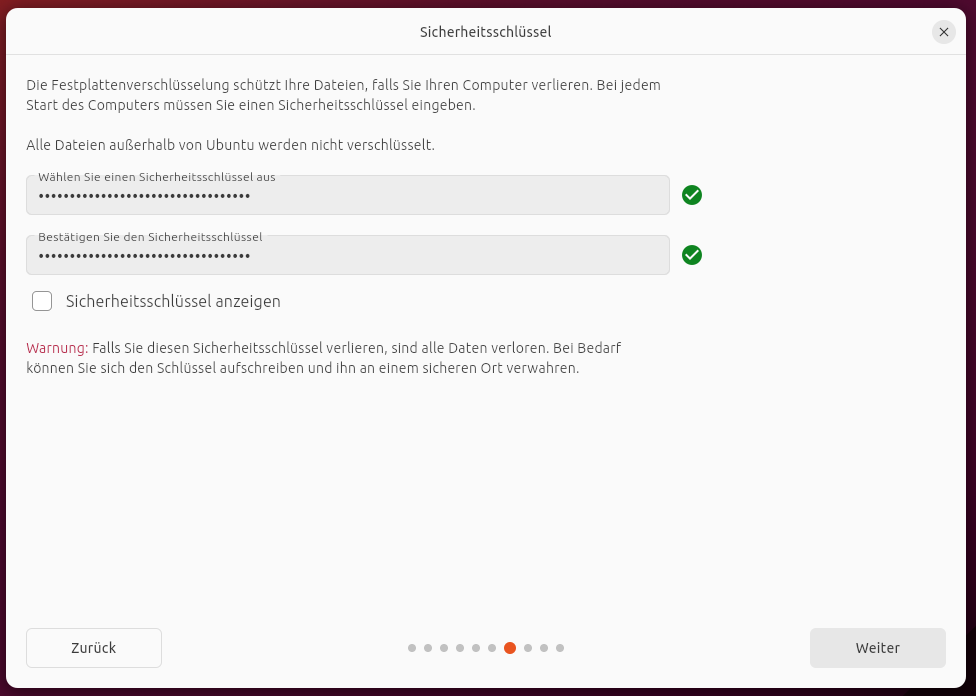 Sicherheitsschlüssel
Die Festplattenverschlüsselung schützt Ihre Dateien, falls Sie Ihren Computer verlieren. Bei jedem
Start des Computers müssen Sie einen Sicherheitsschlüssel eingeben.
Alle Dateien außerhalb von Ubuntu werden nicht verschlüsselt.
Wählen Sie einen Sicherheitsschlüssel aus
••••••••••••••••••••••••••••••••••
Bestätigen Sie den Sicherheitsschlüssel
••••••••••••••••••••••••••••••••••
Sicherheitsschlüssel anzeigen
Warnung: Falls Sie diesen Sicherheitsschlüssel verlieren, sind alle Daten verloren. Bei Bedarf
können Sie sich den Schlüssel aufschreiben und ihn an einem sicheren Ort verwahren.
Zurück
Weiter